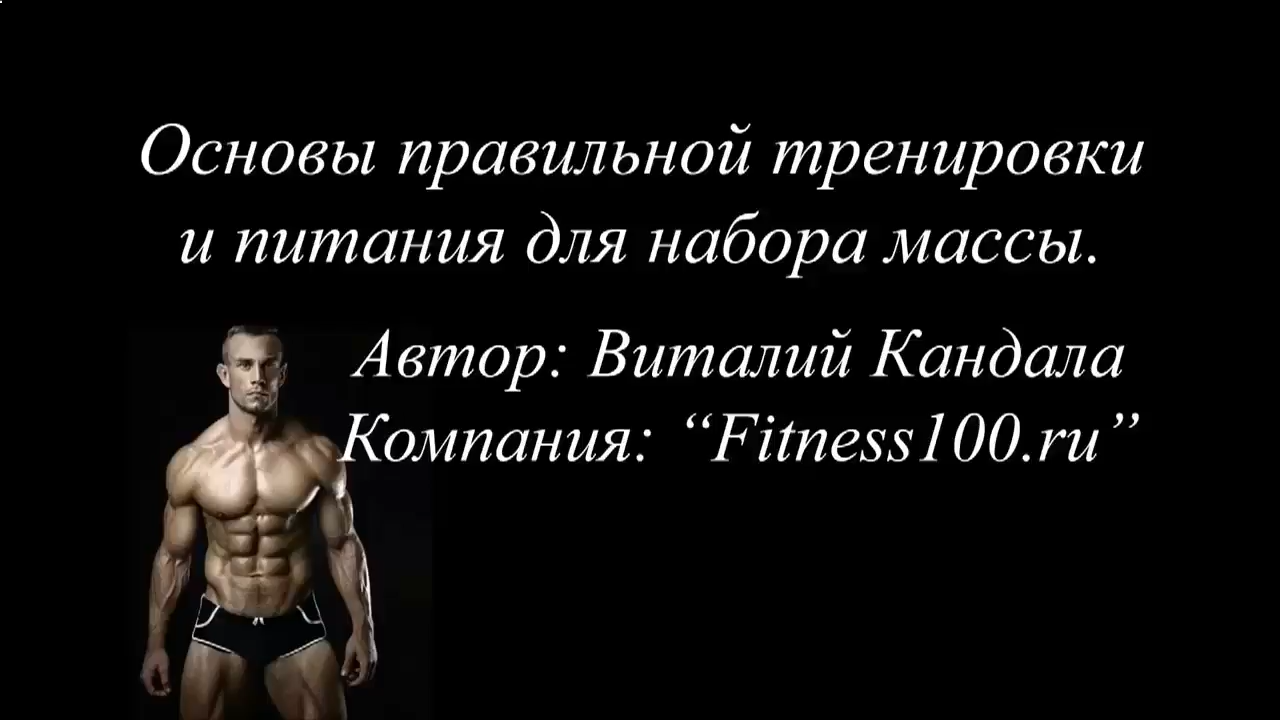 Основы правильной тренировки
и питания для набора массы.
Автор: Виталий Кандала
Компания: “Fitness100.ru”